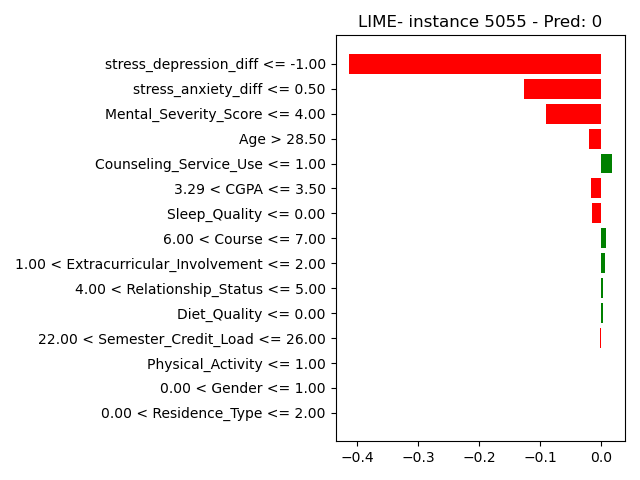 LIME- instance 5055 - Pred: 0
stress_depression_diff <= -1.00
stress_anxiety_diff <= 0.50
Mental_Severity_Score <= 4.00
Age > 28.50
Counseling_Service_Use <= 1.00
3.29 < CGPA <= 3.50
Sleep_Quality <= 0.00
6.00 < Course <= 7.00
1.00 < Extracurricular_Involvement <= 2.00
4.00 < Relationship_Status <= 5.00
Diet_Quality <= 0.00
22.00 < Semester_Credit_Load <= 26.00
Physical_Activity <= 1.00
0.00 < Gender <= 1.00
0.00 < Residence_Type <= 2.00
−0.4 −0.3 −0.2 −0.1 0.0